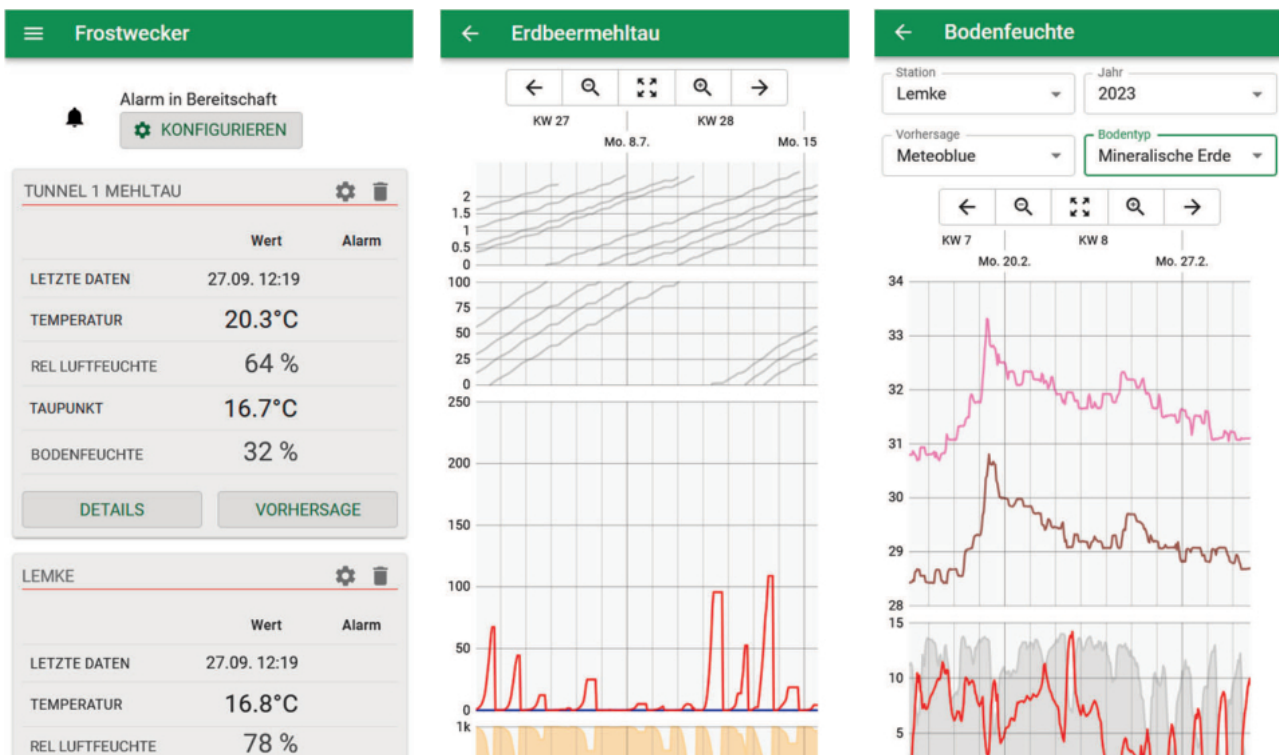 Frostwecker
Alarm in Bereitschaft
KONFIGURIEREN
TUNNEL 1 MEHLTAU
Wert Alarm
LETZTE DATEN 27.09. 12:19
TEMPERATUR 20.3°C
REL LUFTFEUCHTE 64 %
TAUPUNKT 16.7°C
BODENFEUCHTE 32 %
DETAILS VORHERSAGE
LEMKE
Wert Alarm
LETZTE DATEN 27.09. 12:19
TEMPERATUR 16.8°C
REL LUFTFEUCHTE 78 %
Erdbeermehltau
KW 27 KW 28
Mo. 8.7. Mo. 15
2
1.5
1
0.5
0
100
75
50
25
0
250
200
150
100
50
0
1k
Bodenfeuchte
Station Jahr
Lemke 2023
Vorhersage Bodentyp
Meteoblue Mineralische Erde
KW 7 KW 8
Mo. 20.2. Mo. 27.2.
34
33
32
31
30
29
28
15
10
5